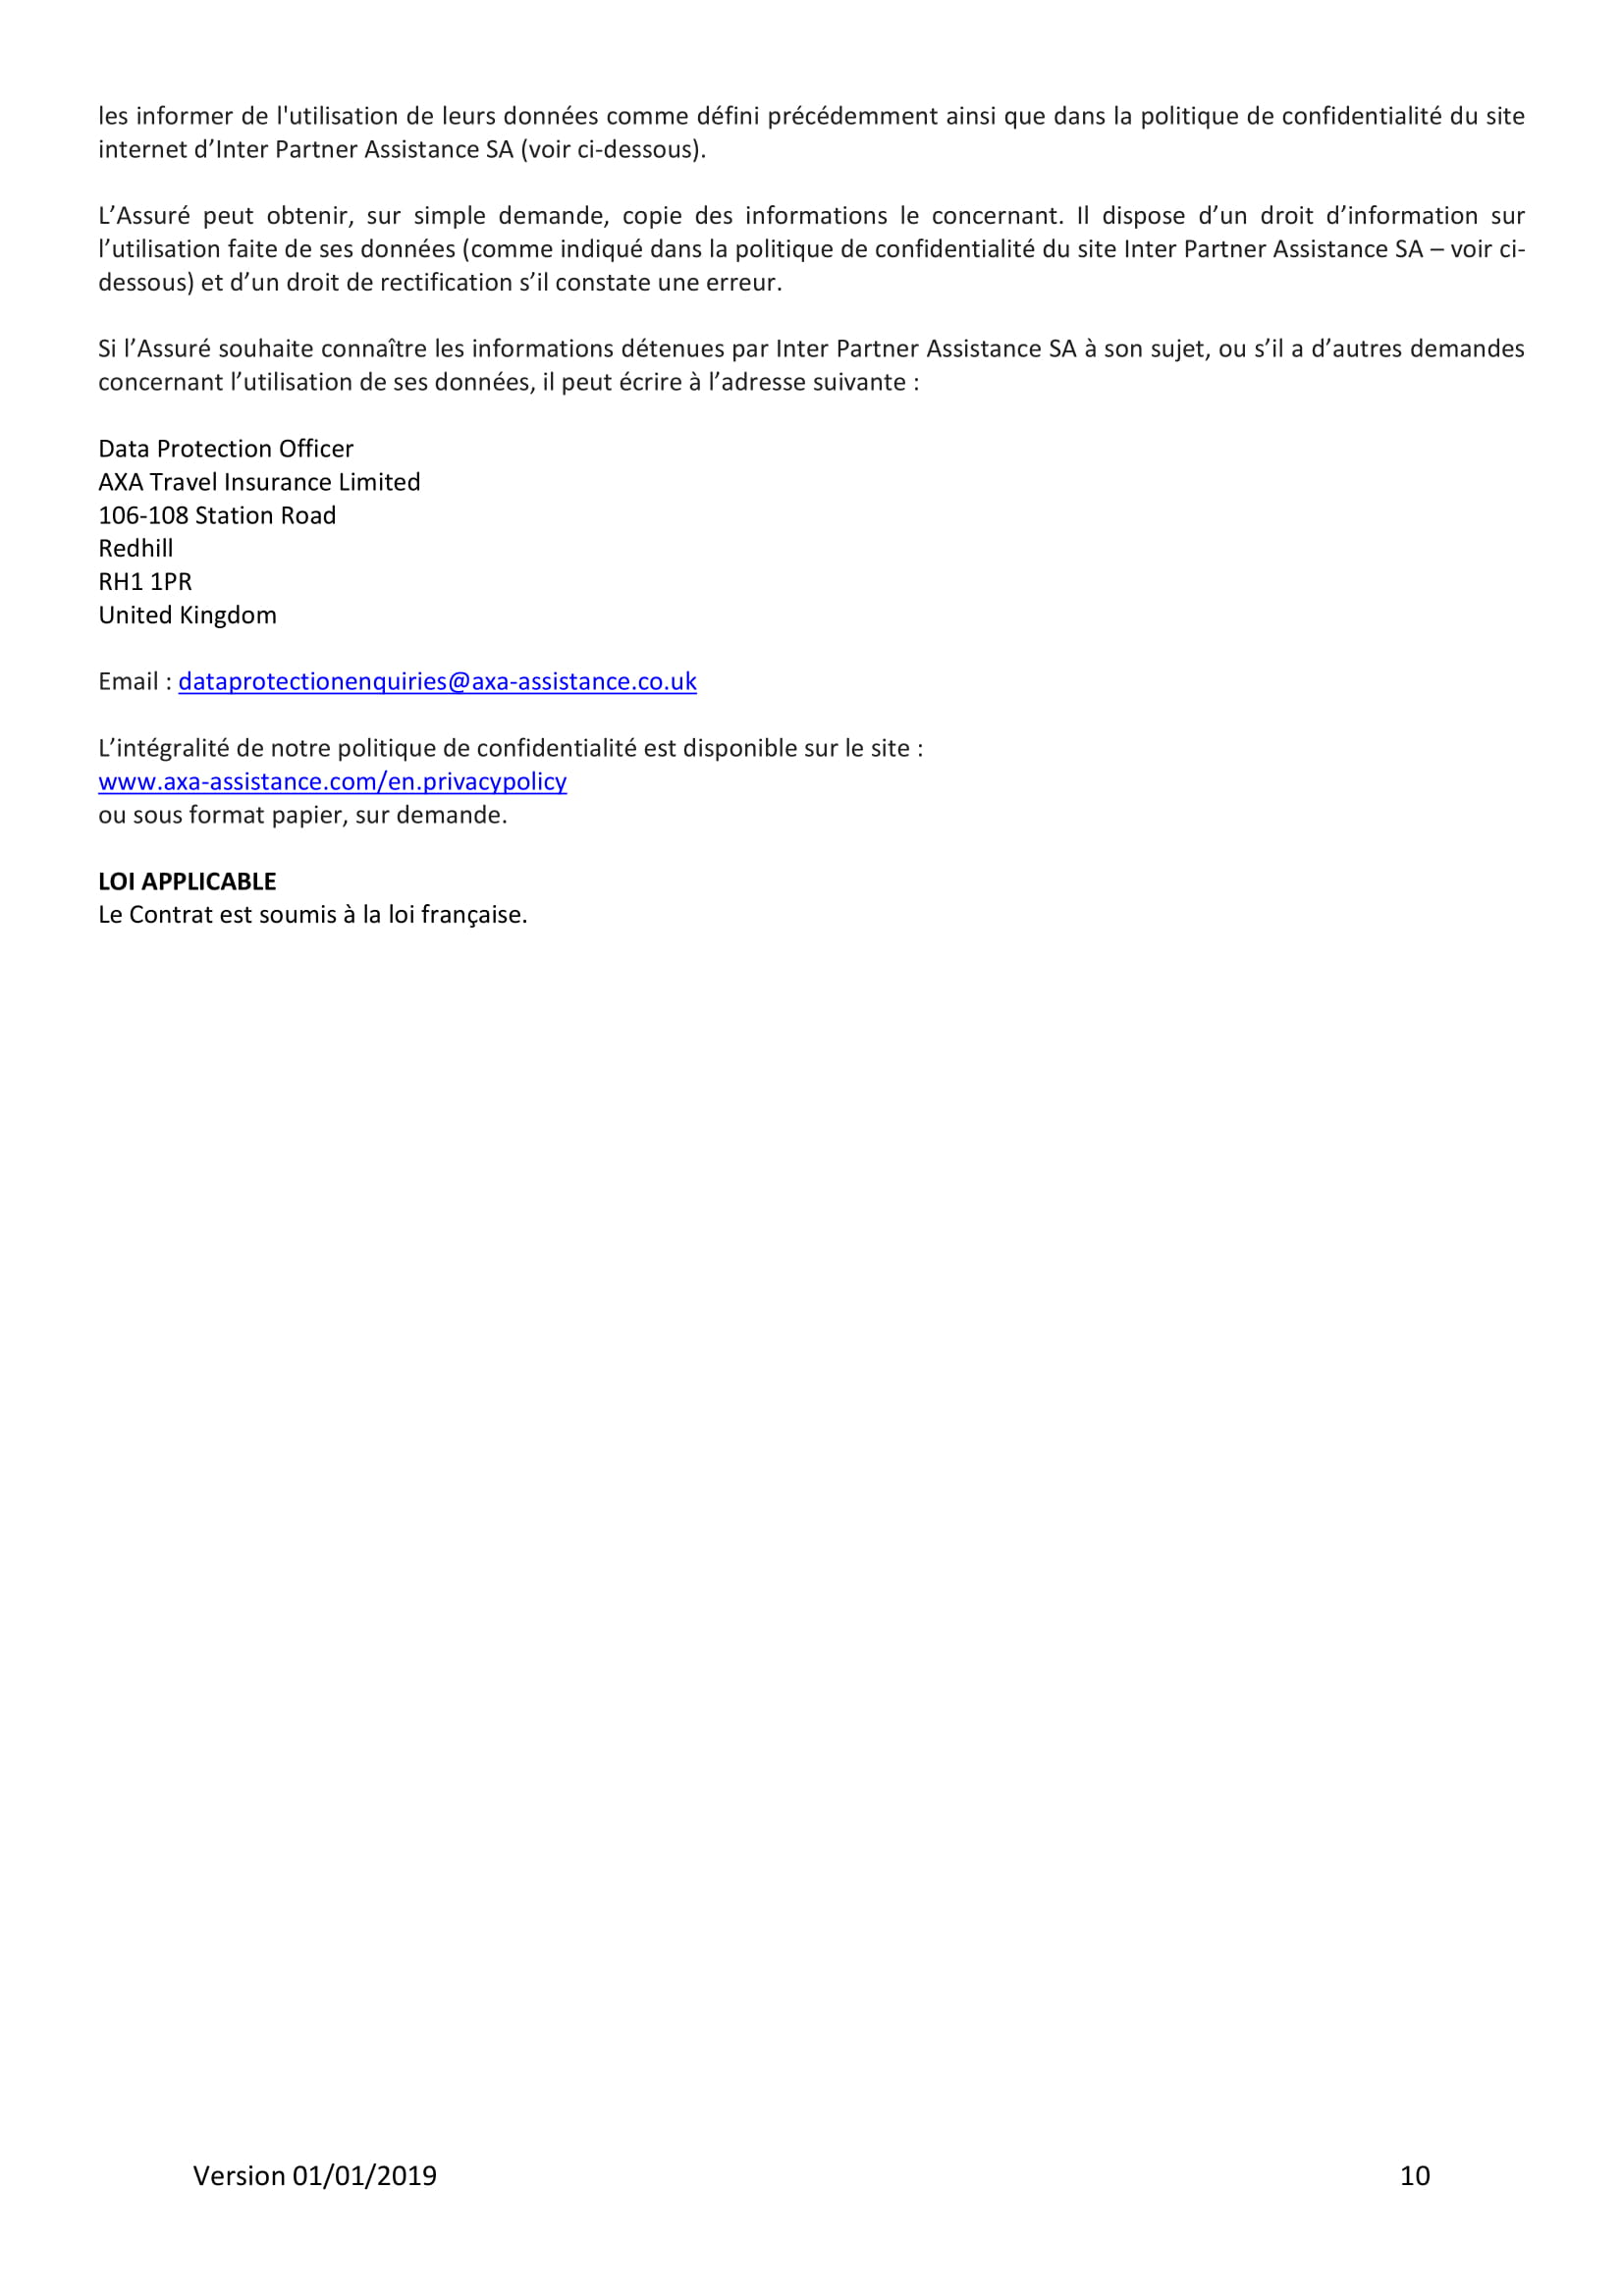 les informer de l'utilisation de leurs données comme défini précédemment ainsi que dans la politique de confidentialité du site
internet d’Inter Partner Assistance SA (voir ci-dessous).
L’Assuré peut obtenir, sur simple demande, copie des informations le concernant. Il dispose d’un droit d’information sur
l’utilisation faite de ses données (comme indiqué dans la politique de confidentialité du site Inter Partner Assistance SA – voir ci-
dessous) et d’un droit de rectification s’il constate une erreur.
Si l’Assuré souhaite connaître les informations détenues par Inter Partner Assistance SA à son sujet, ou s’il a d’autres demandes
concernant l’utilisation de ses données, il peut écrire à l’adresse suivante :
Data Protection Officer
AXA Travel Insurance Limited
106-108 Station Road
Redhill
RH1 1PR
United Kingdom
Email : dataprotectionenquiries@axa-assistance.co.uk
L’intégralité de notre politique de confidentialité est disponible sur le site :
www.axa-assistance.com/en.privacypolicy
ou sous format papier, sur demande.
LOI APPLICABLE
Le Contrat est soumis à la loi française.
Version 01/01/2019 10